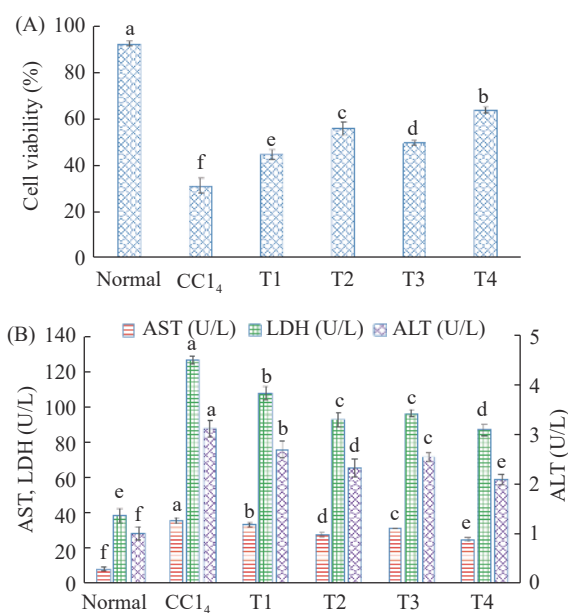 (A)
100
80
60
40
20
0
Cell viability (%)
a
f
e
c
d
b
Normal CC1₄ T1 T2 T3 T4
(B)
AST (U/L) LDH (U/L) ALT (U/L)
140
120
100
80
60
40
20
0
AST, LDH (U/L)
5
4
3
2
1
0
ALT (U/L)
f e f
a a a
b b b
d c d
c c c
e d e
Normal CC1₄ T1 T2 T3 T4